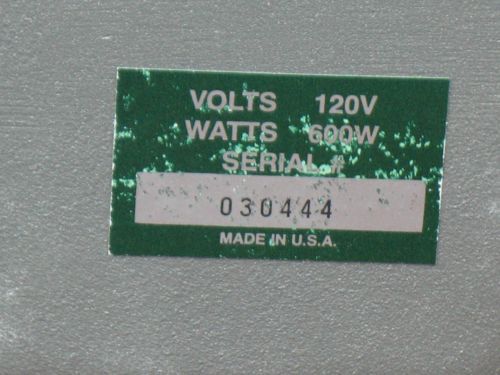 VOLTS 120V
WATTS 600W
SERIAL #
030444
MADE IN U.S.A.